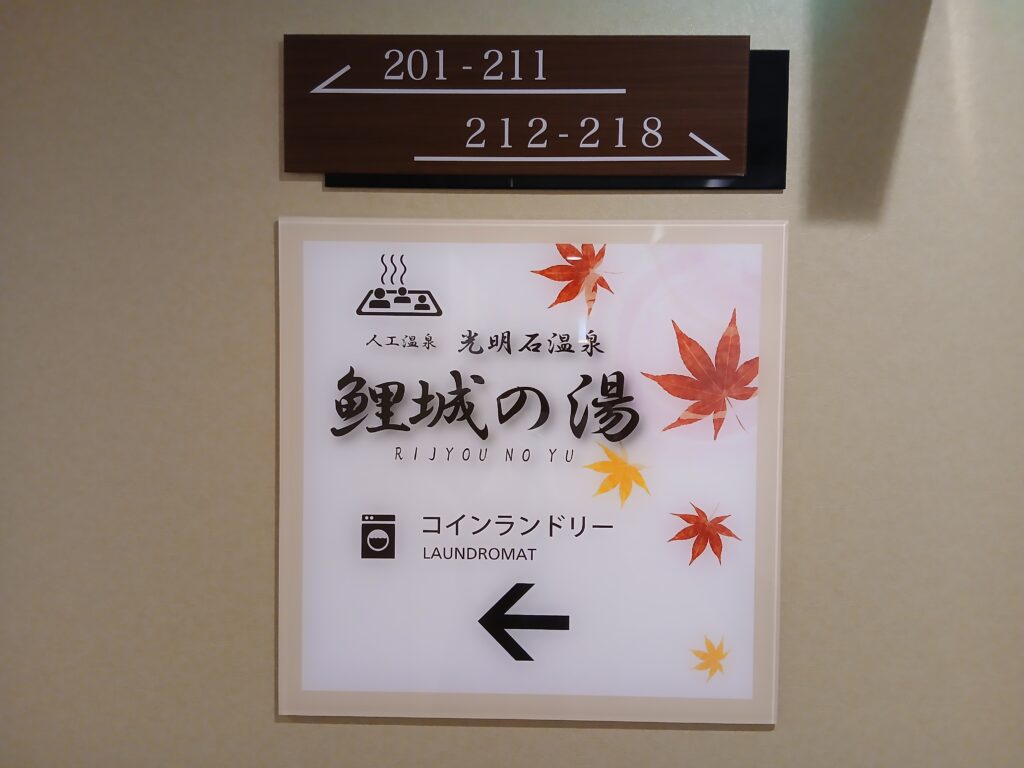 201-211
212-218
人工温泉 光明石温泉
鯉城の湯
RIJYOU NO YU
コインランドリー
LAUNDROMAT